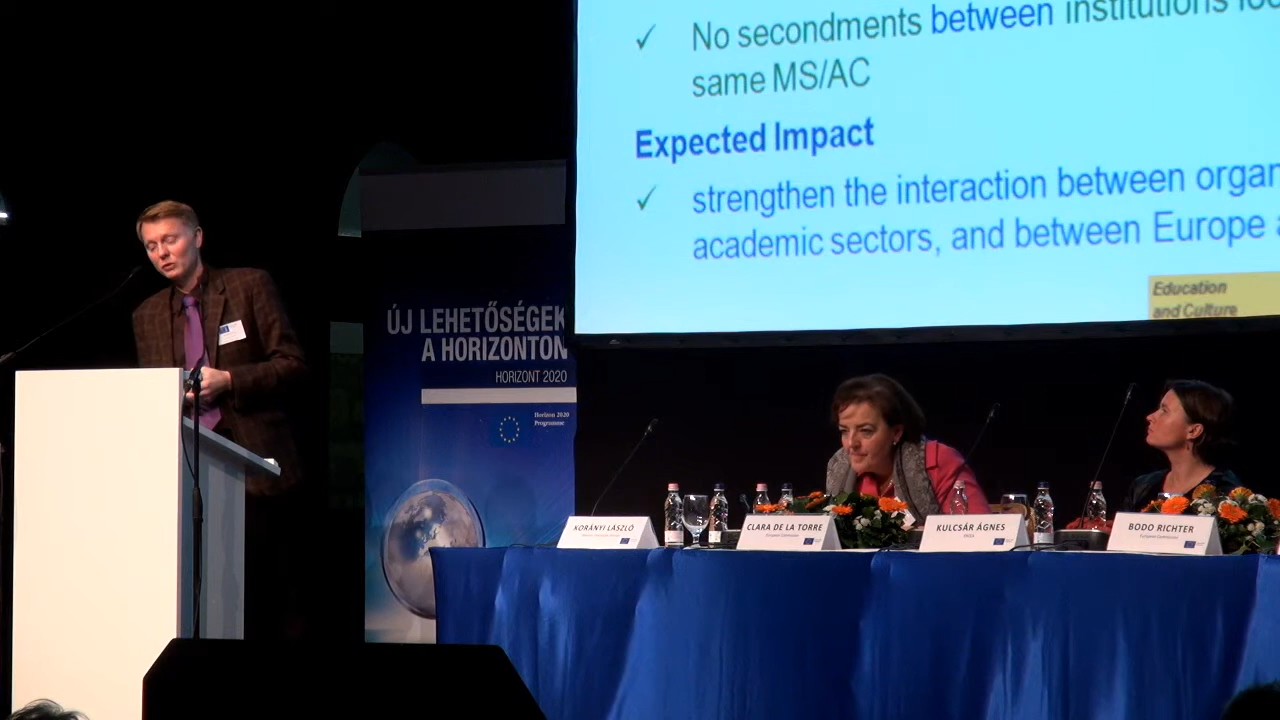 No secondments between institutions
same MS/AC
Expected Impact
strengthen the interaction between
academic sectors, and between Europe
Education
and Culture
ÚJ LEHETŐSÉGEK
A HORIZONTON
HORIZONT 2020
Horizon 2020
Programme
KORÁNYI LÁSZLÓ
CLARA DE LA TORRE
European Commission
KULCSÁR ÁGNES
BODO RICHTER
European Commission